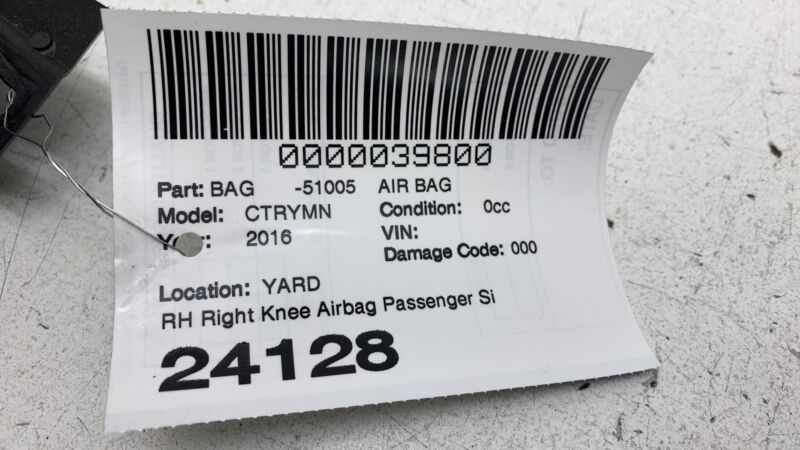 0000039800
Part: BAG -51005 AIR BAG
Model: CTRYMN Condition: 0cc
2016 VIN:
Damage Code: 000
Location: YARD
RH Right Knee Airbag Passenger Si
24128